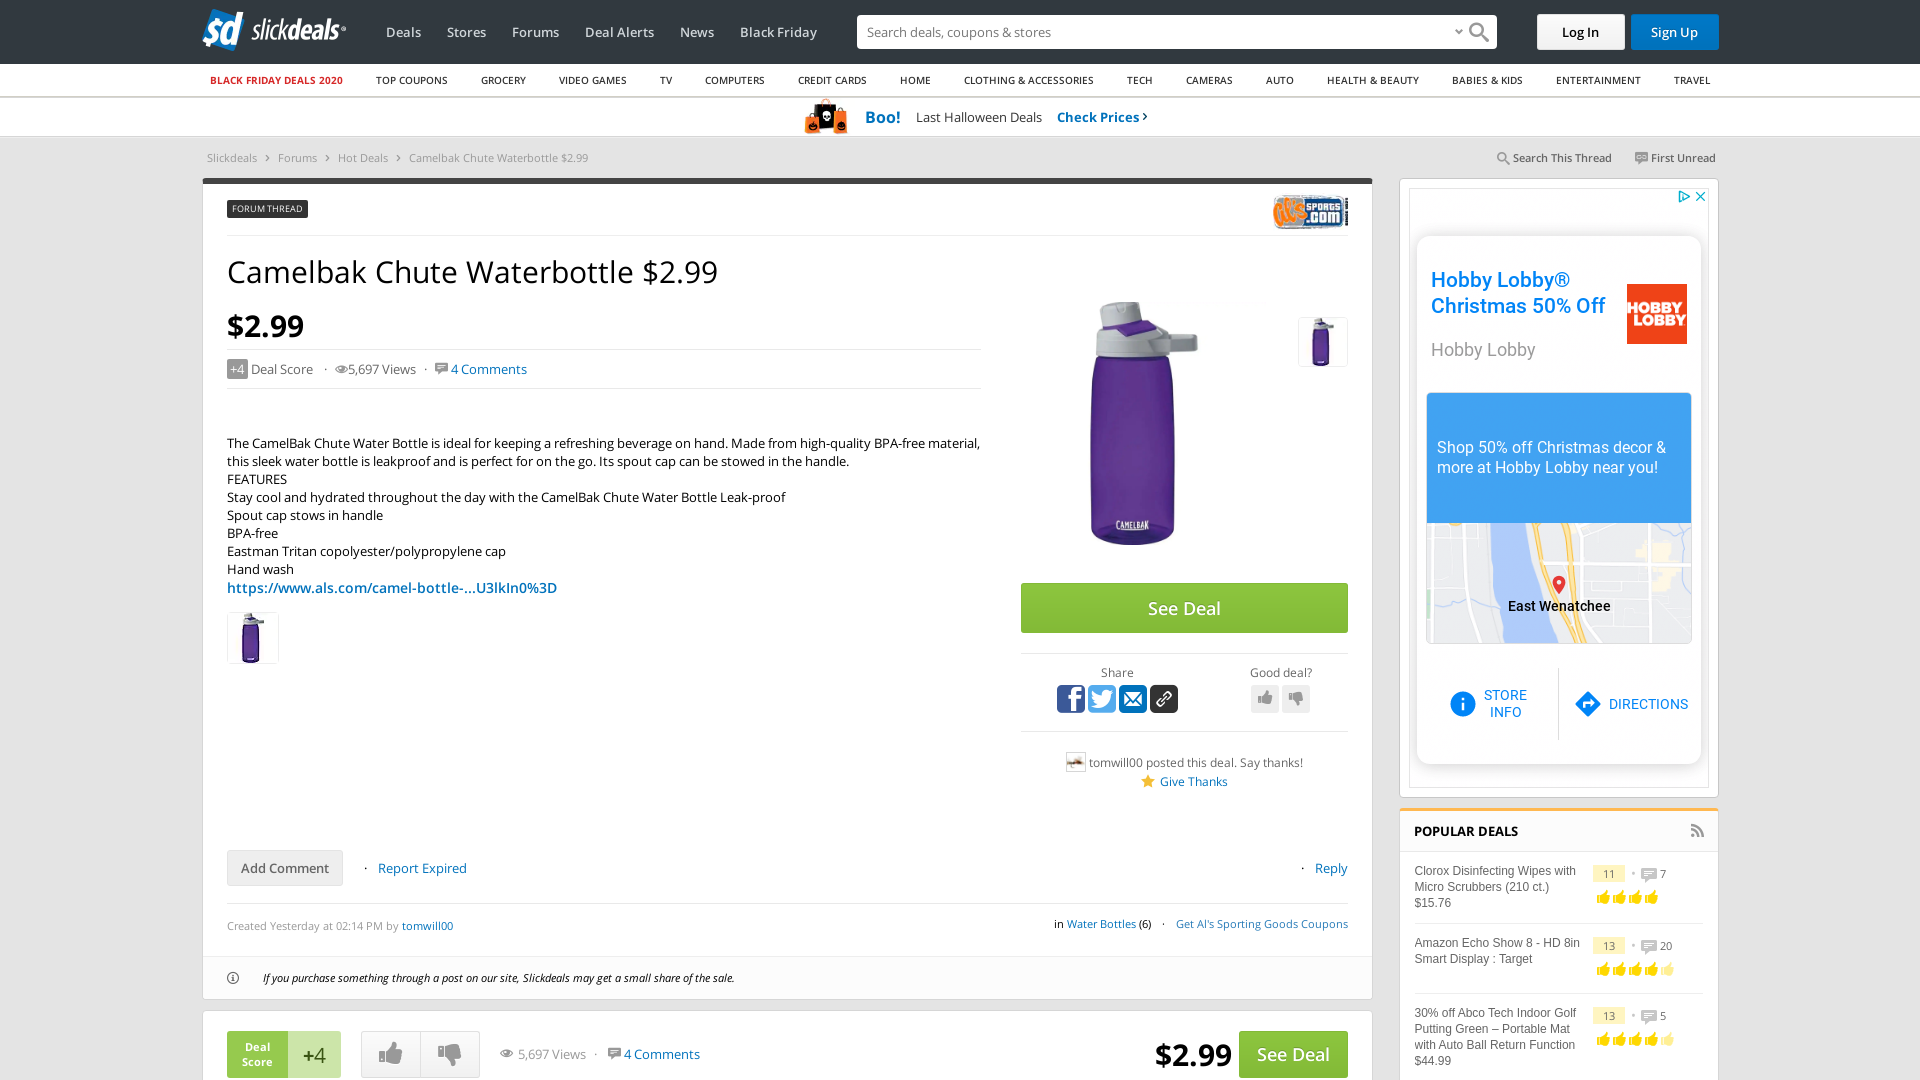 slickdeals
Deals
Stores
Forums
Deal Alerts
News
Black Friday
Search deals, coupons & stores
Log In
Sign Up
BLACK FRIDAY DEALS 2020
TOP COUPONS
GROCERY
VIDEO GAMES
TV
COMPUTERS
CREDIT CARDS
HOME
CLOTHING & ACCESSORIES
TECH
CAMERAS
AUTO
HEALTH & BEAUTY
BABIES & KIDS
ENTERTAINMENT
TRAVEL
Boo! Last Halloween Deals Check Prices ›
Slickdeals › Forums › Hot Deals › Camelbak Chute Waterbottle $2.99
Search This Thread
First Unread
FORUM THREAD
al's SPORTS.COM
Camelbak Chute Waterbottle $2.99
$2.99
+4 Deal Score · 5,697 Views · 4 Comments
The CamelBak Chute Water Bottle is ideal for keeping a refreshing beverage on hand. Made from high-quality BPA-free material,
this sleek water bottle is leakproof and is perfect for on the go. Its spout cap can be stowed in the handle.
FEATURES
Stay cool and hydrated throughout the day with the CamelBak Chute Water Bottle Leak-proof
Spout cap stows in handle
BPA-free
Eastman Tritan copolyester/polypropylene cap
Hand wash
https://www.als.com/camel-bottle-...U3lkIn0%3D
CAMELBAK
See Deal
Share
Good deal?
tomwill00 posted this deal. Say thanks!
Give Thanks
Add Comment · Report Expired
· Reply
Created Yesterday at 02:14 PM by tomwill00
in Water Bottles (6) · Get Al's Sporting Goods Coupons
If you purchase something through a post on our site, Slickdeals may get a small share of the sale.
Deal
Score
+4
5,697 Views · 4 Comments
$2.99
See Deal
Hobby Lobby®
Christmas 50% Off
Hobby Lobby
HOBBY
LOBBY
Shop 50% off Christmas decor &
more at Hobby Lobby near you!
East Wenatchee
STORE
INFO
DIRECTIONS
POPULAR DEALS
Clorox Disinfecting Wipes with
Micro Scrubbers (210 ct.)
$15.76
11 • 7
Amazon Echo Show 8 - HD 8in
Smart Display : Target
13 • 20
30% off Abco Tech Indoor Golf
Putting Green – Portable Mat
with Auto Ball Return Function
$44.99
13 • 5